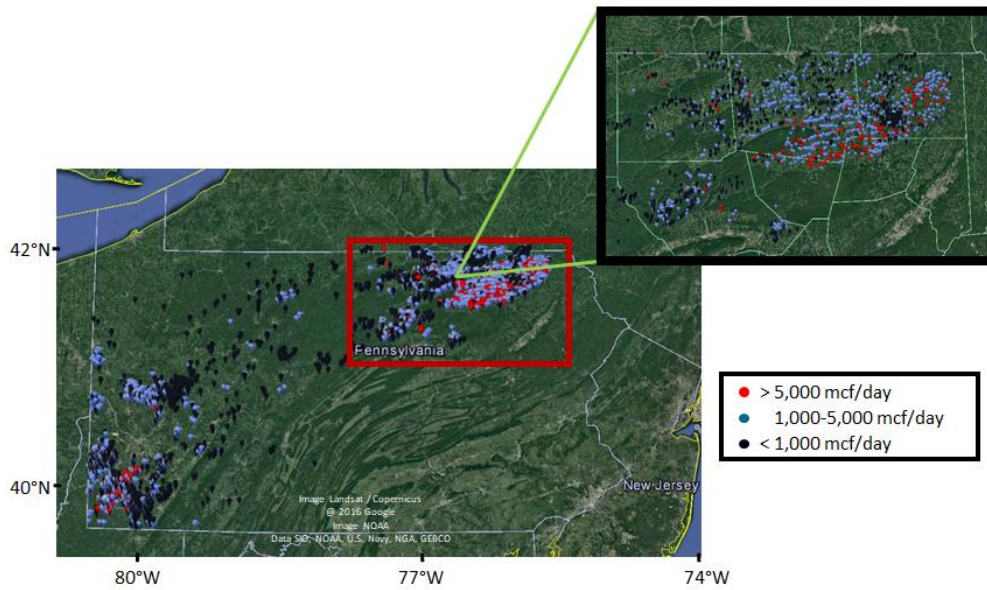 42°N
Pennsylvania
> 5,000 mcf/day
1,000-5,000 mcf/day
< 1,000 mcf/day
40°N
New Jersey
Image Landsat / Copernicus
@ 2016 Google
Image NOAA
Data SIO, NOAA, U.S. Navy, NGA, GEBCO
80°W
77°W
74°W